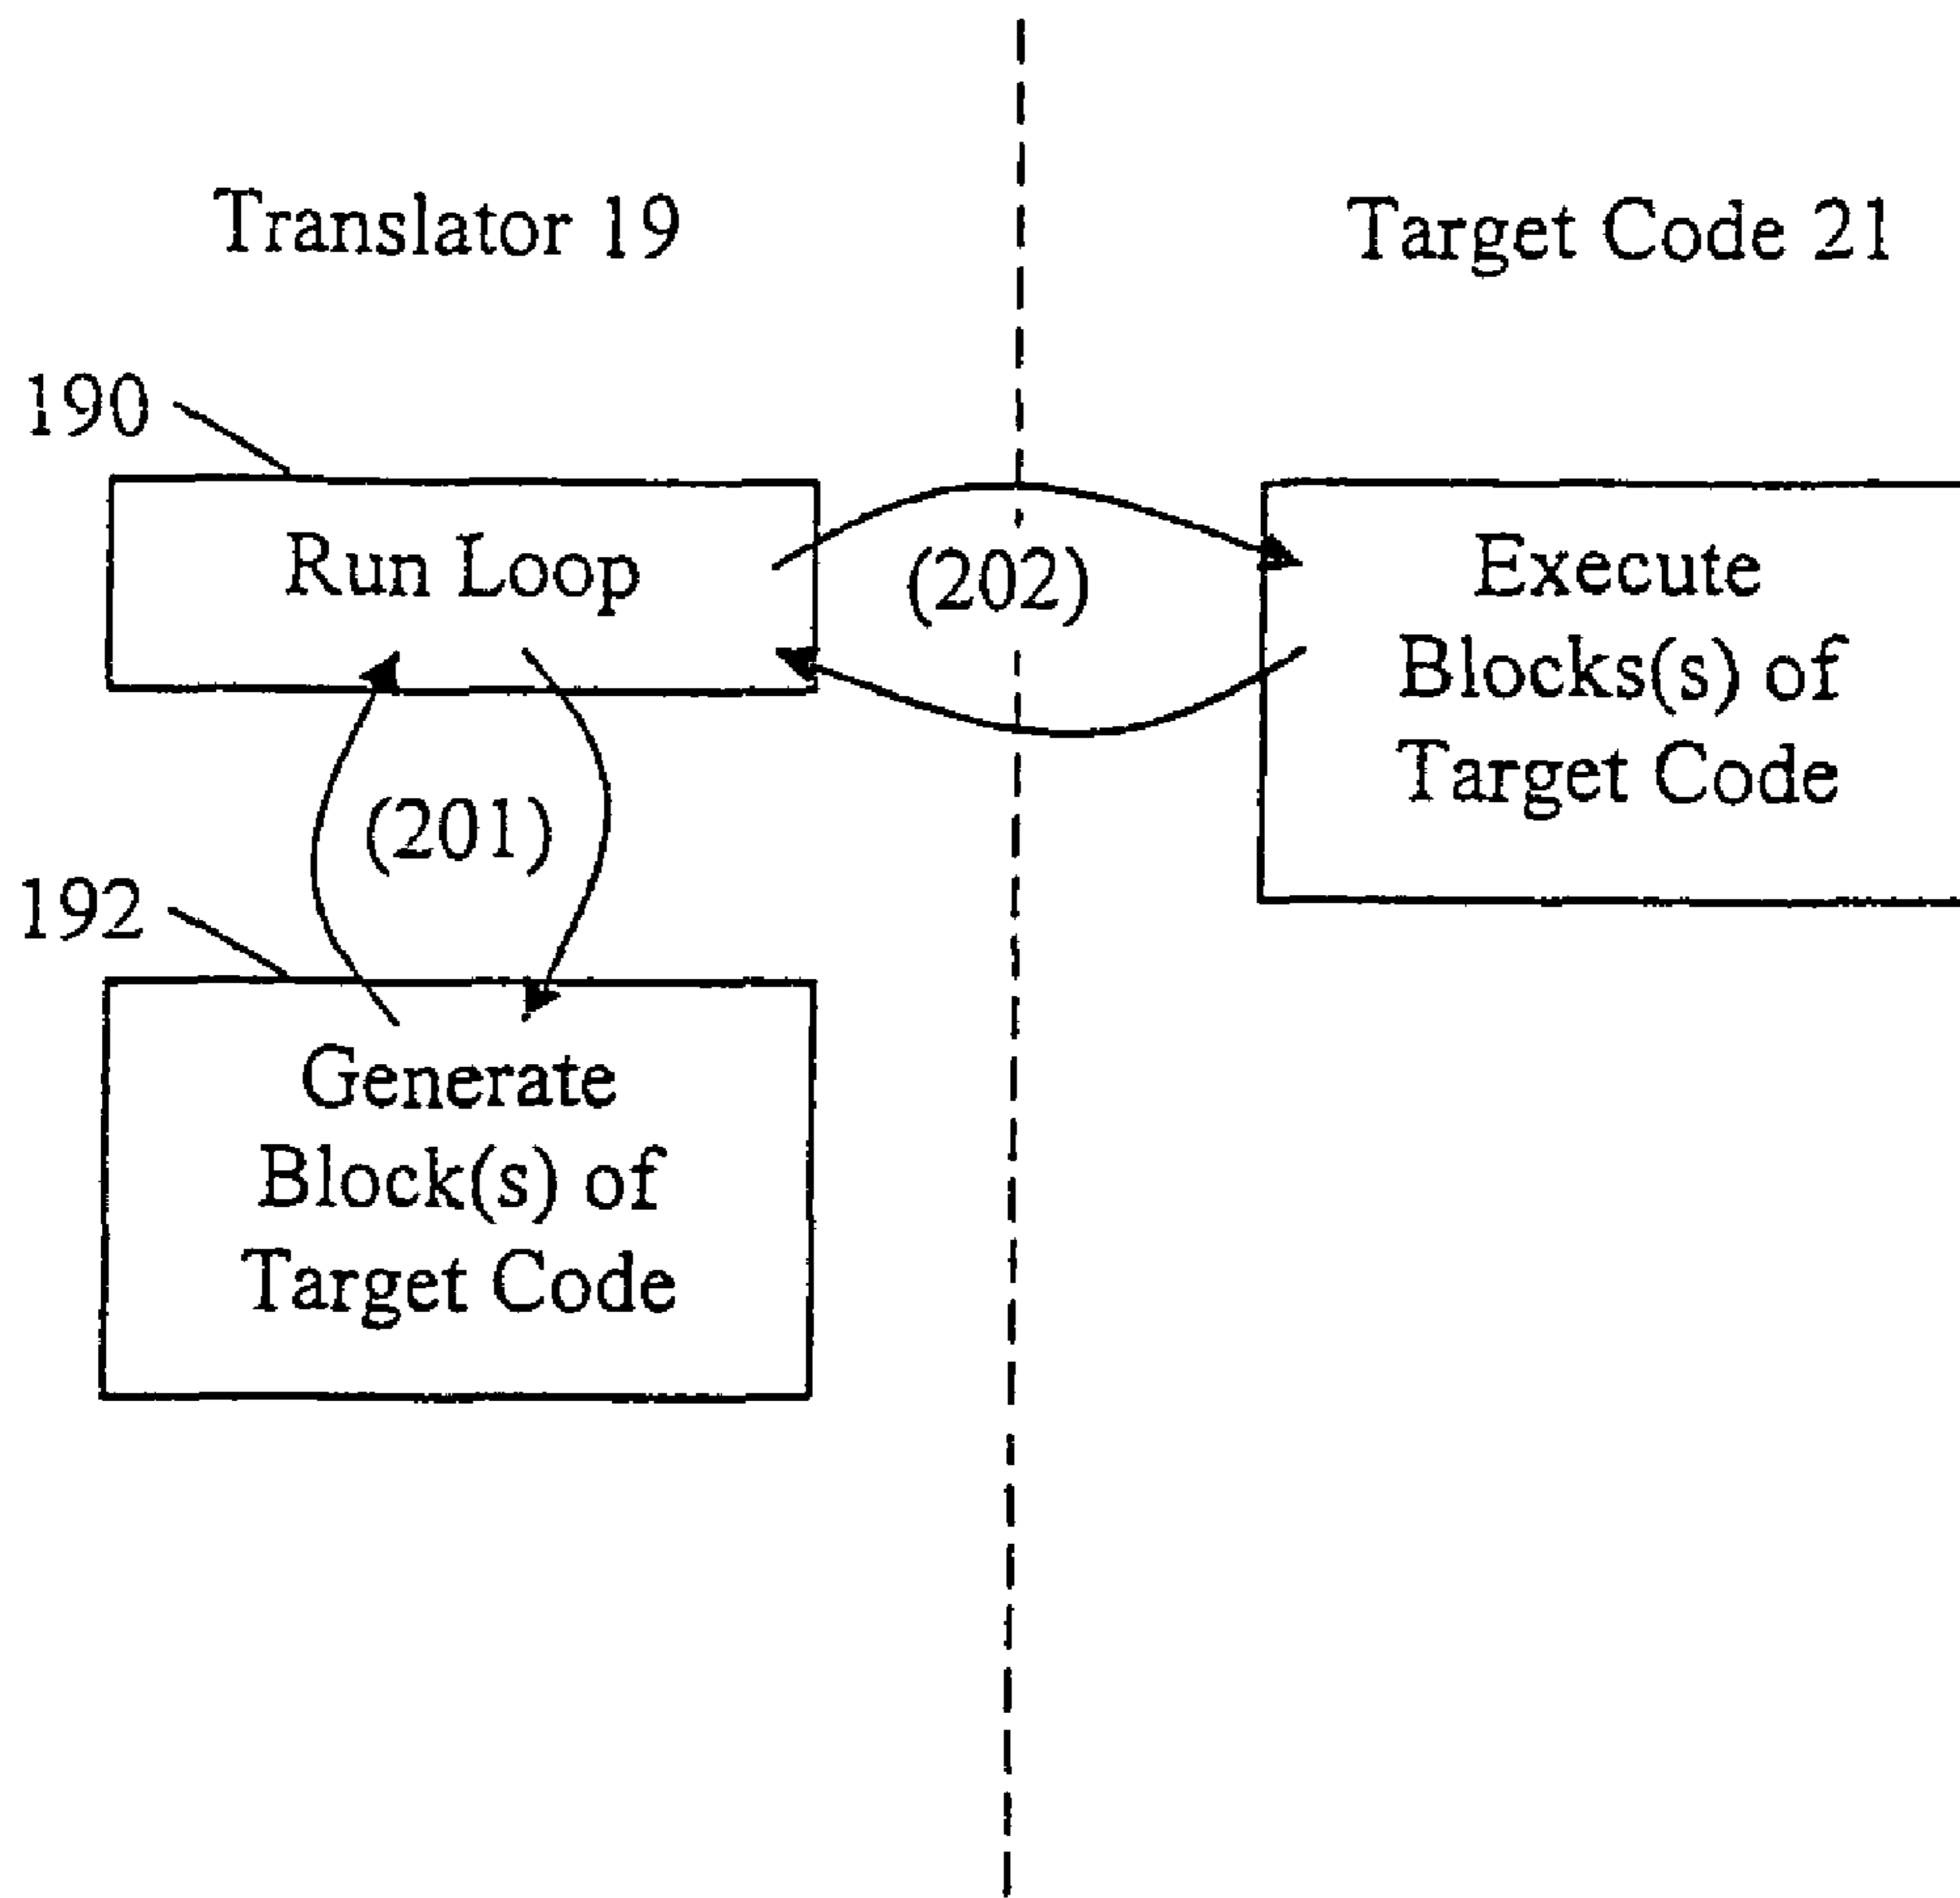 Translator 19
Target Code 21
190
Run Loop
(202)
Execute
Blocks(s) of
Target Code
(201)
192
Generate
Block(s) of
Target Code